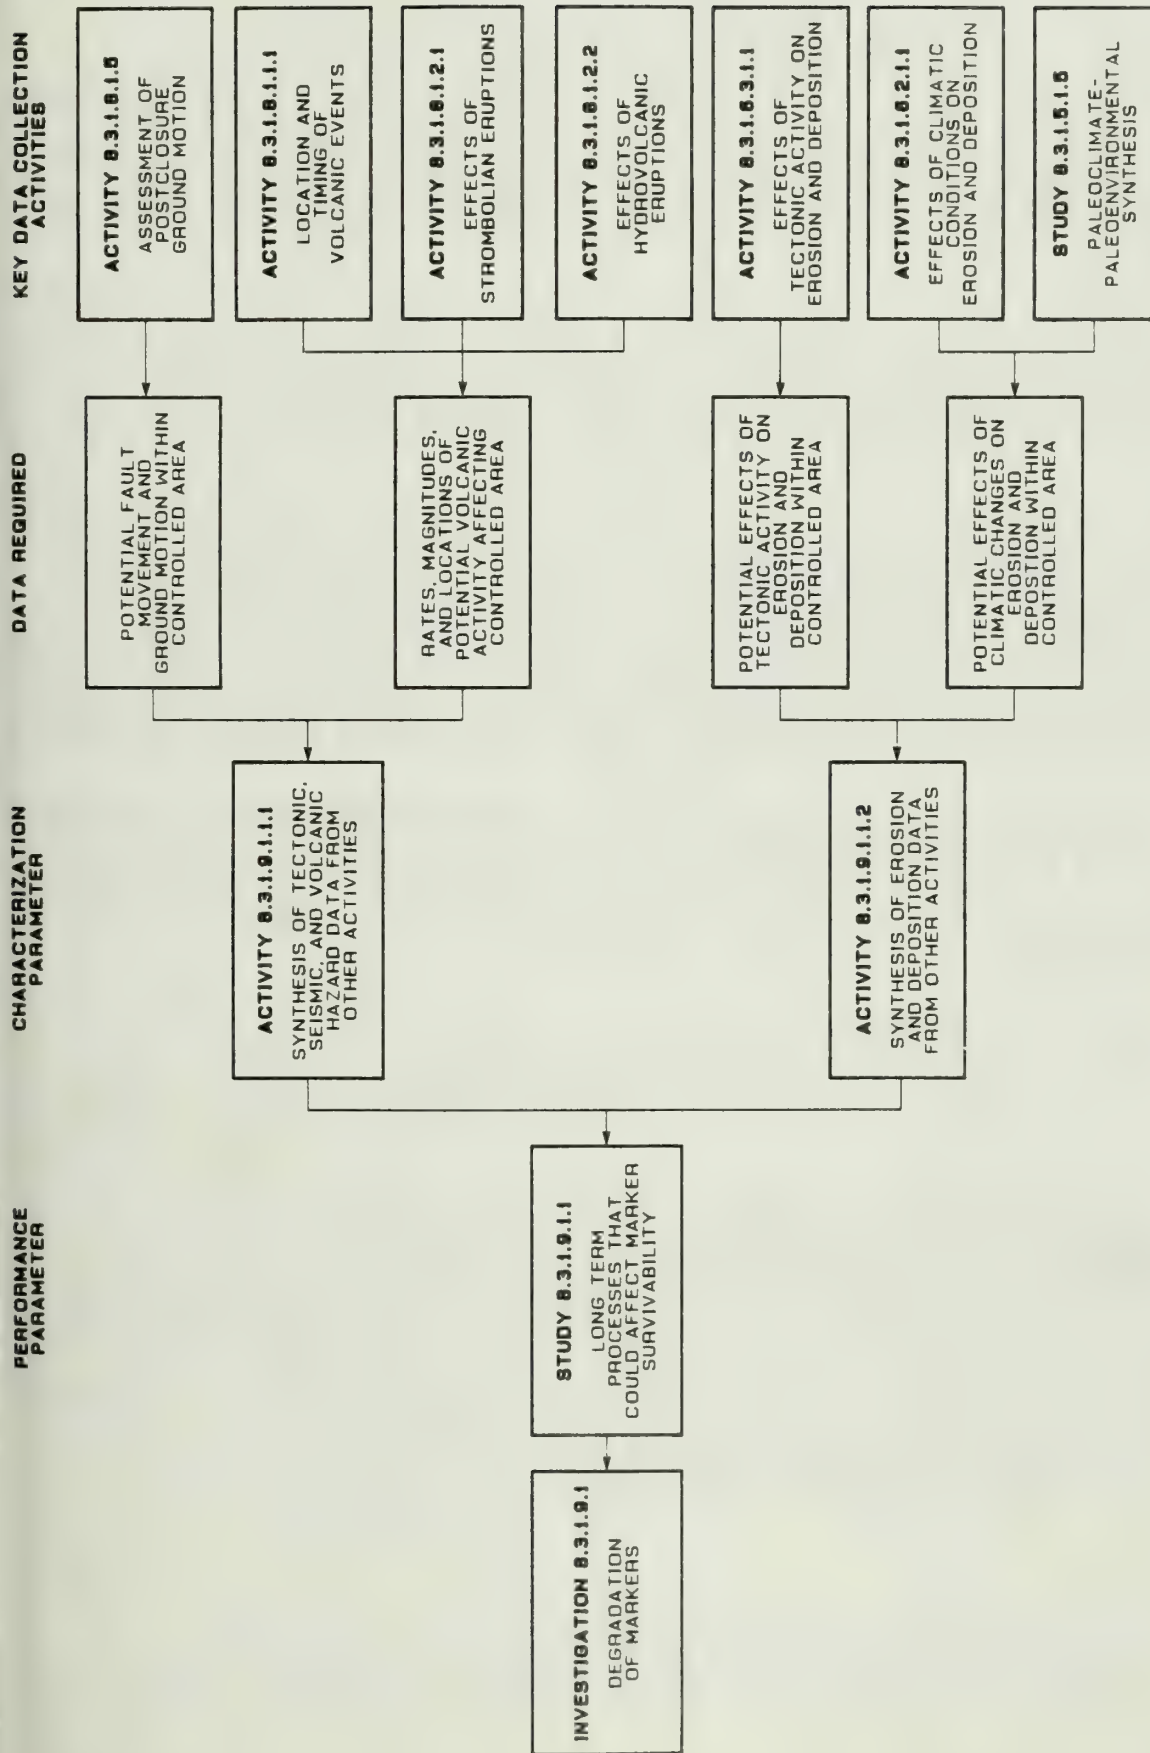 PERFORMANCE
PARAMETER
CHARACTERIZATION
PARAMETER
DATA REQUIRED
KEY DATA COLLECTION
ACTIVITIES
INVESTIGATION 8.3.1.9.1
DEGRADATION
OF MARKERS
STUDY 8.3.1.9.1.1
LONG TERM
PROCESSES THAT
COULD AFFECT MARKER
SURVIVABILITY
ACTIVITY 8.3.1.9.1.1.1
SYNTHESIS OF TECTONIC,
SEISMIC, AND VOLCANIC
HAZARD DATA FROM
OTHER ACTIVITIES
ACTIVITY 8.3.1.9.1.1.2
SYNTHESIS OF EROSION
AND DEPOSITION DATA
FROM OTHER ACTIVITIES
POTENTIAL FAULT
MOVEMENT AND
GROUND MOTION WITHIN
CONTROLLED AREA
RATES, MAGNITUDES,
AND LOCATIONS OF
POTENTIAL VOLCANIC
ACTIVITY AFFECTING
CONTROLLED AREA
POTENTIAL EFFECTS OF
TECTONIC ACTIVITY ON
EROSION AND
DEPOSITION WITHIN
CONTROLLED AREA
POTENTIAL EFFECTS OF
CLIMATIC CHANGES ON
EROSION AND
DEPOSTION WITHIN
CONTROLLED AREA
ACTIVITY 8.3.1.8.1.5
ASSESSMENT OF
POSTCLOSURE
GROUND MOTION
ACTIVITY 8.3.1.8.1.1.1
LOCATION AND
TIMING OF
VOLCANIC EVENTS
ACTIVITY 8.3.1.8.1.2.1
EFFECTS OF
STROMBOLIAN ERUPTIONS
ACTIVITY 8.3.1.8.1.2.2
EFFECTS OF
HYDROVOLCANIC
ERUPTIONS
ACTIVITY 8.3.1.6.3.1.1
EFFECTS OF
TECTONIC ACTIVITY ON
EROSION AND DEPOSITION
ACTIVITY 8.3.1.6.2.1.1
EFFECTS OF CLIMATIC
CONDITIONS ON
EROSION AND DEPOSITION
STUDY 8.3.1.5.1.5
PALEOCLIMATE-
PALEOENVIRONMENTAL
SYNTHESIS